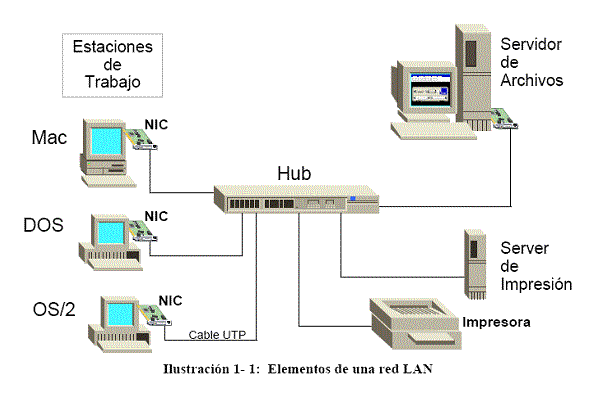 Estaciones
de
Trabajo
Servidor
de
Archivos
NIC
Mac
Hub
NIC
DOS
Server
de
Impresión
NIC
OS/2
Impresora
Cable UTP
Ilustración 1- 1:  Elementos de una red LAN